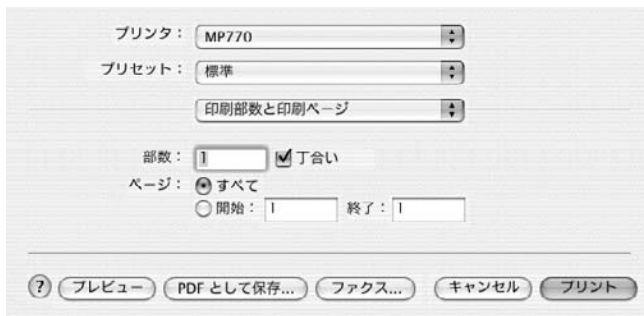 プリンタ： MP770
プリセット： 標準
印刷部数と印刷ページ
部数： 1 丁合い
ページ： すべて
開始： 1 終了： 1
? プレビュー PDF として保存... ファクス... キャンセル プリント